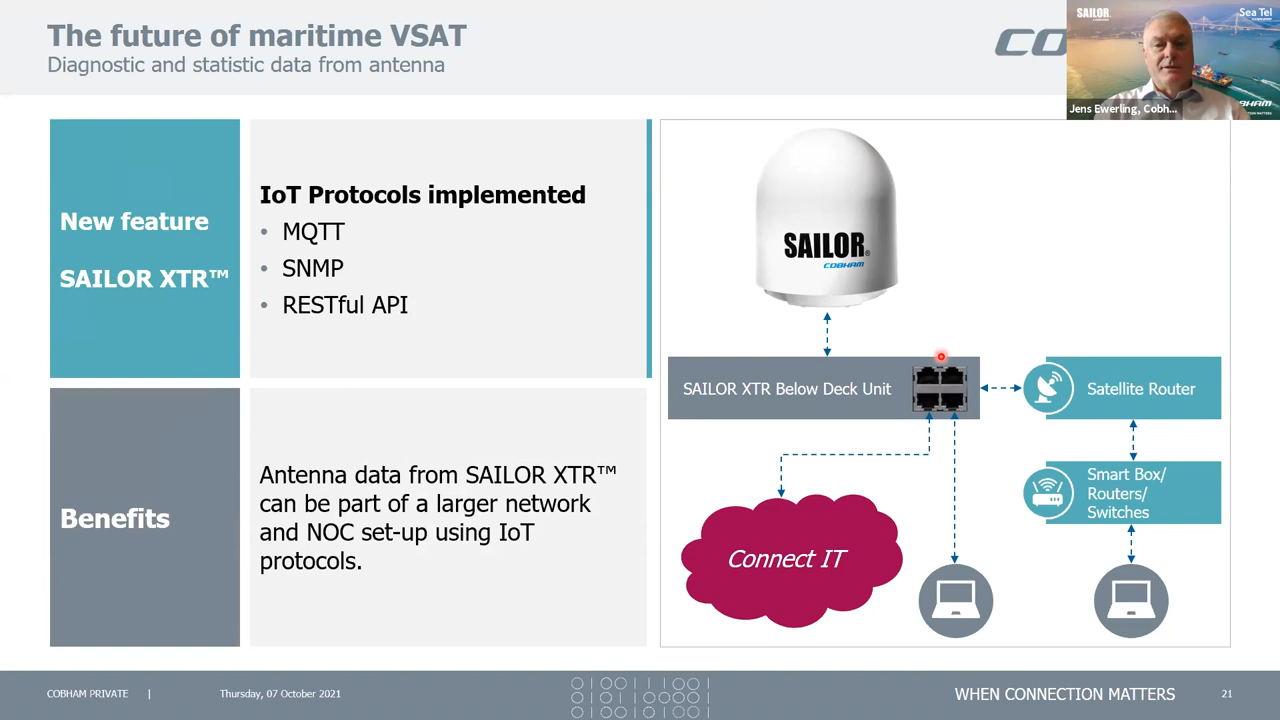 The future of maritime VSAT
Diagnostic and statistic data from antenna
SAILOR
Sea Tel
Jens Ewerling, Cobh...
New feature
SAILOR XTR™
IoT Protocols implemented
• MQTT
• SNMP
• RESTful API
SAILOR®
COBHAM
SAILOR XTR Below Deck Unit
Satellite Router
Smart Box/
Routers/
Switches
Connect IT
Benefits
Antenna data from SAILOR XTR™
can be part of a larger network
and NOC set-up using IoT
protocols.
COBHAM PRIVATE |
Thursday, 07 October 2021
WHEN CONNECTION MATTERS
21